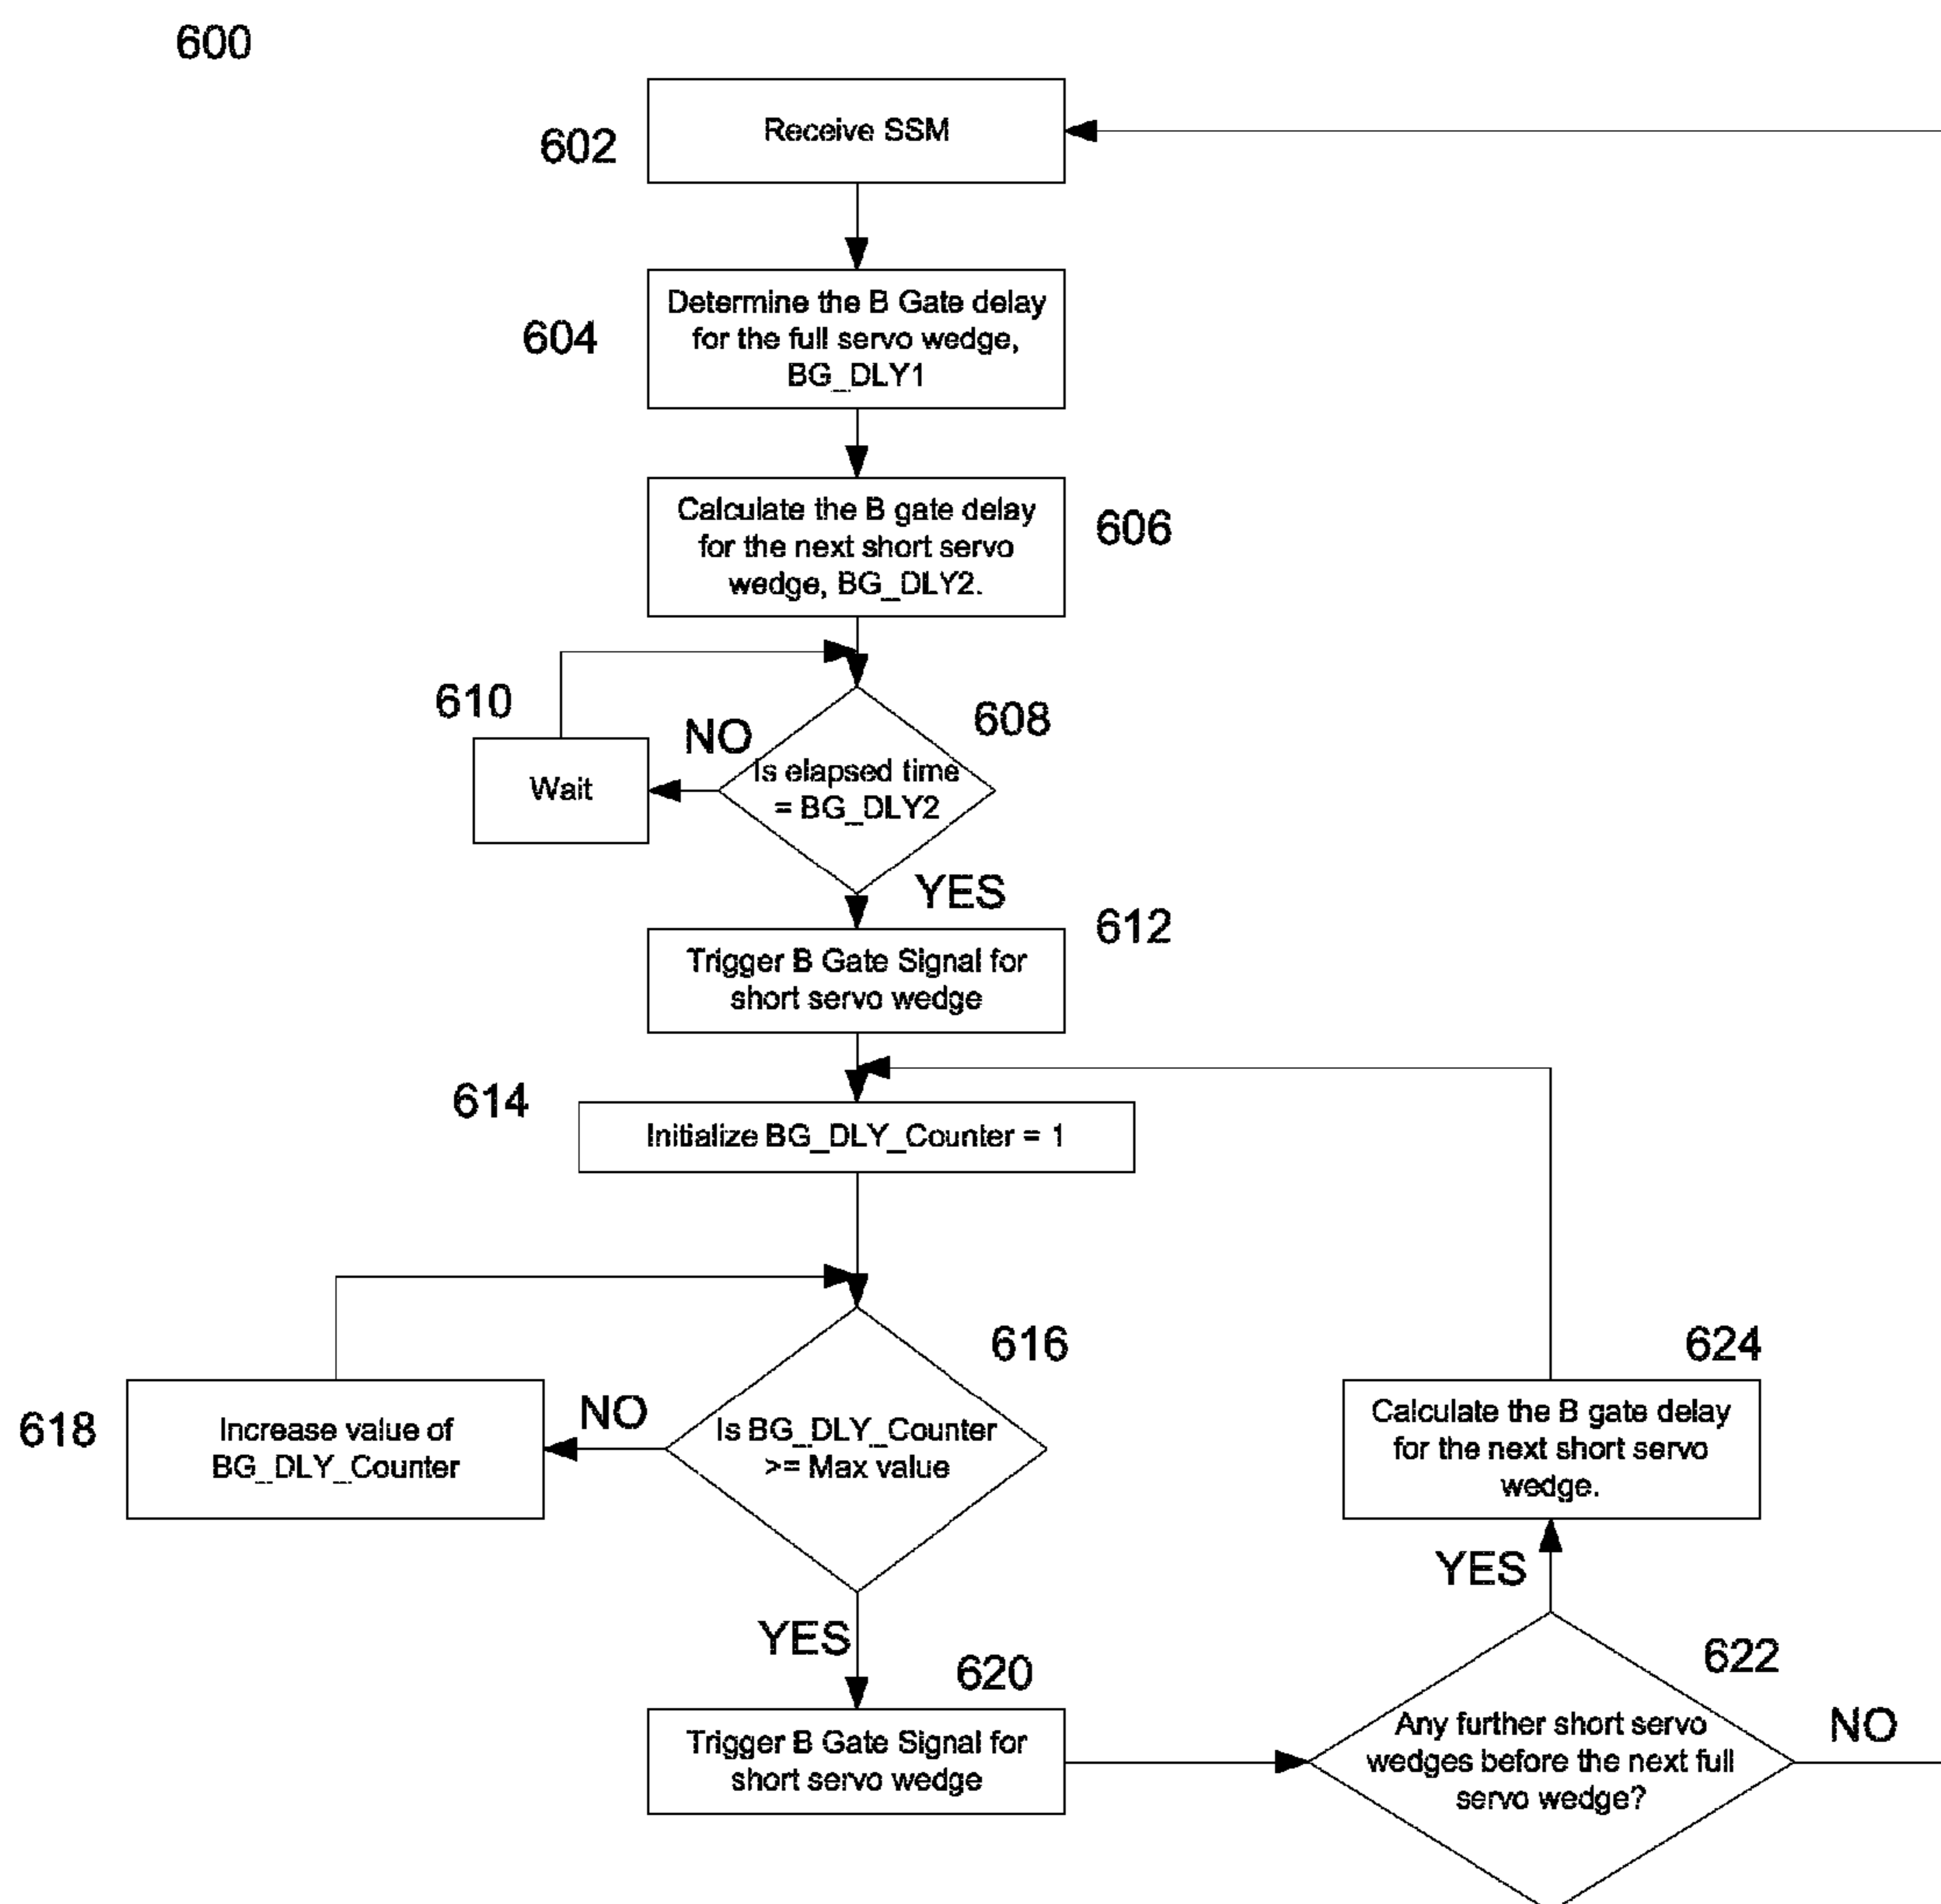 600
602
Receive SSM
604
Determine the B Gate delay
for the full servo wedge,
BG_DLY1
Calculate the B gate delay
for the next short servo
wedge, BG_DLY2.
606
610
Wait
NO
608
Is elapsed time
= BG_DLY2
YES
612
Trigger B Gate Signal for
short servo wedge
614
Initialize BG_DLY_Counter = 1
616
618
Increase value of
BG_DLY_Counter
NO
Is BG_DLY_Counter
>= Max value
624
Calculate the B gate delay
for the next short servo
wedge.
YES
YES
620
Trigger B Gate Signal for
short servo wedge
622
Any further short servo
wedges before the next full
servo wedge?
NO